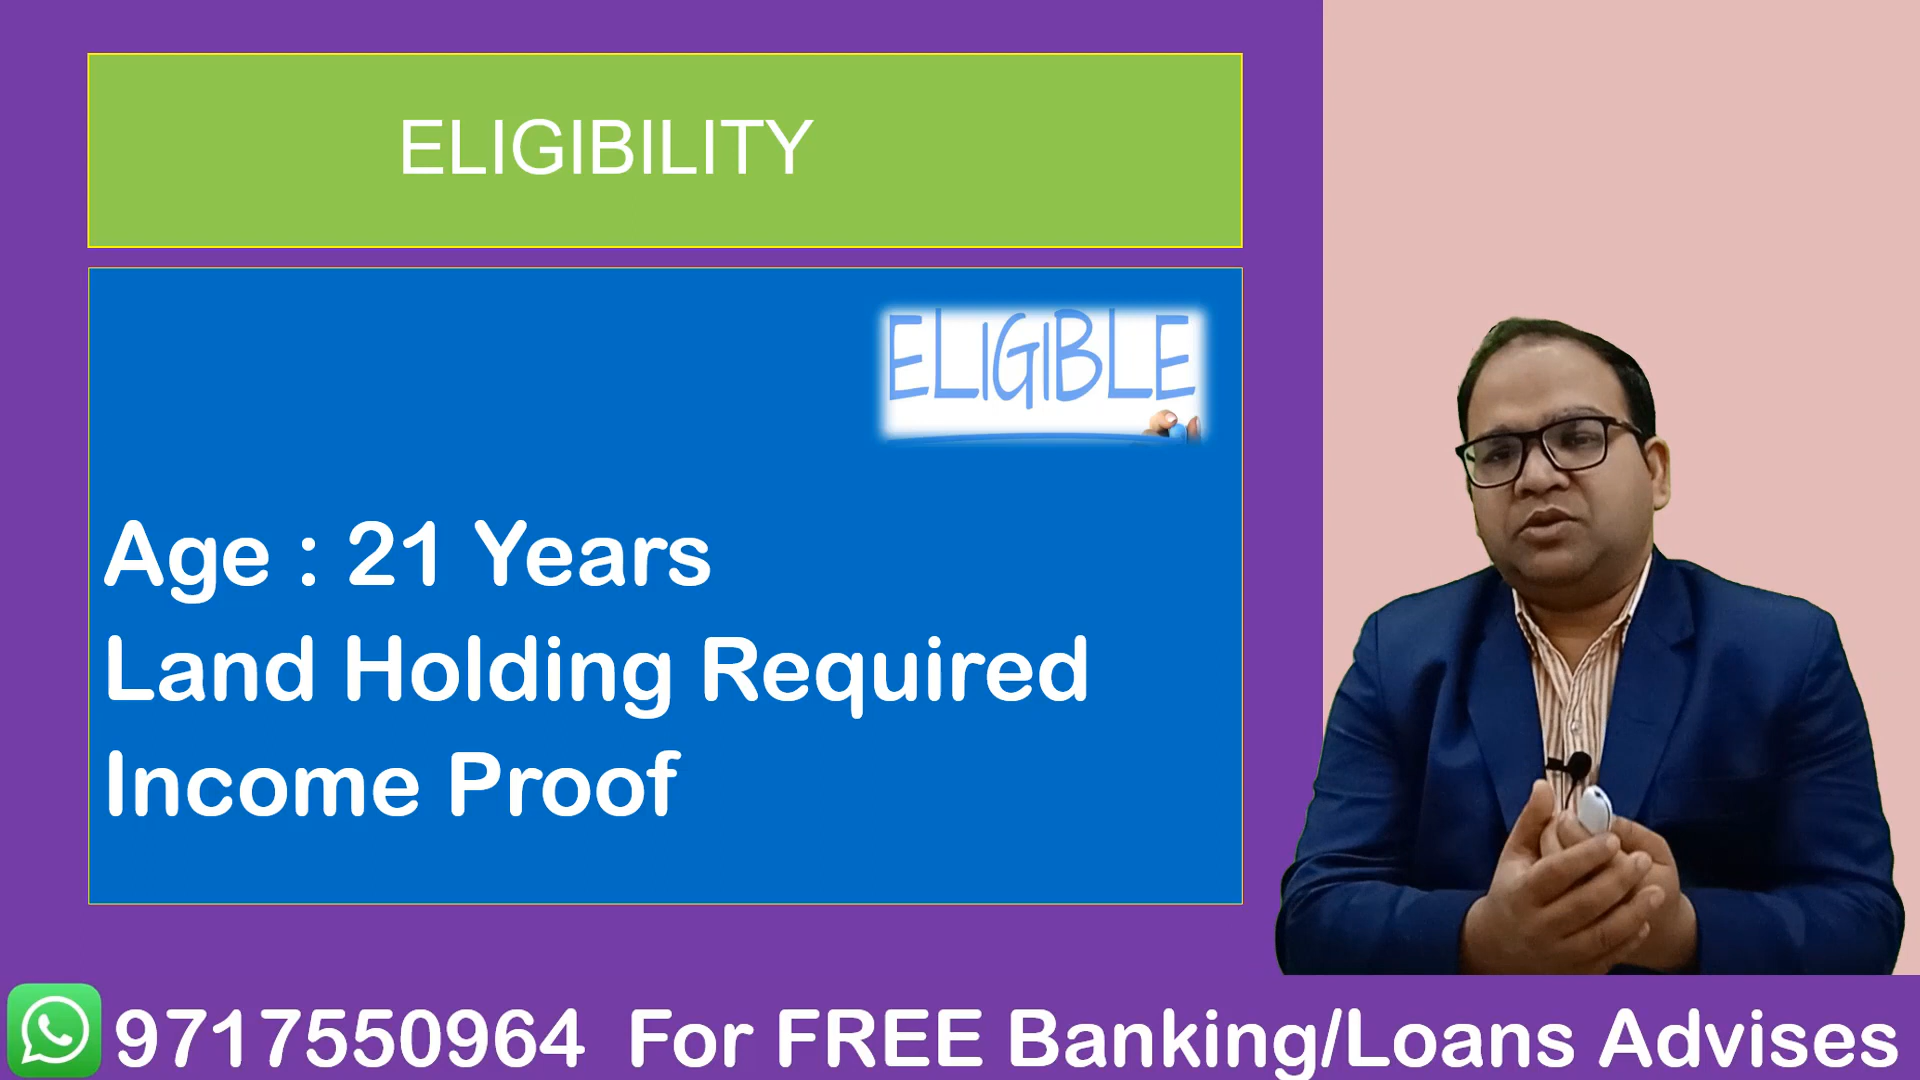 ELIGIBILITY
ELIGIBLE
Age : 21 Years
Land Holding Required
Income Proof
9717550964 For FREE Banking/Loans Advises